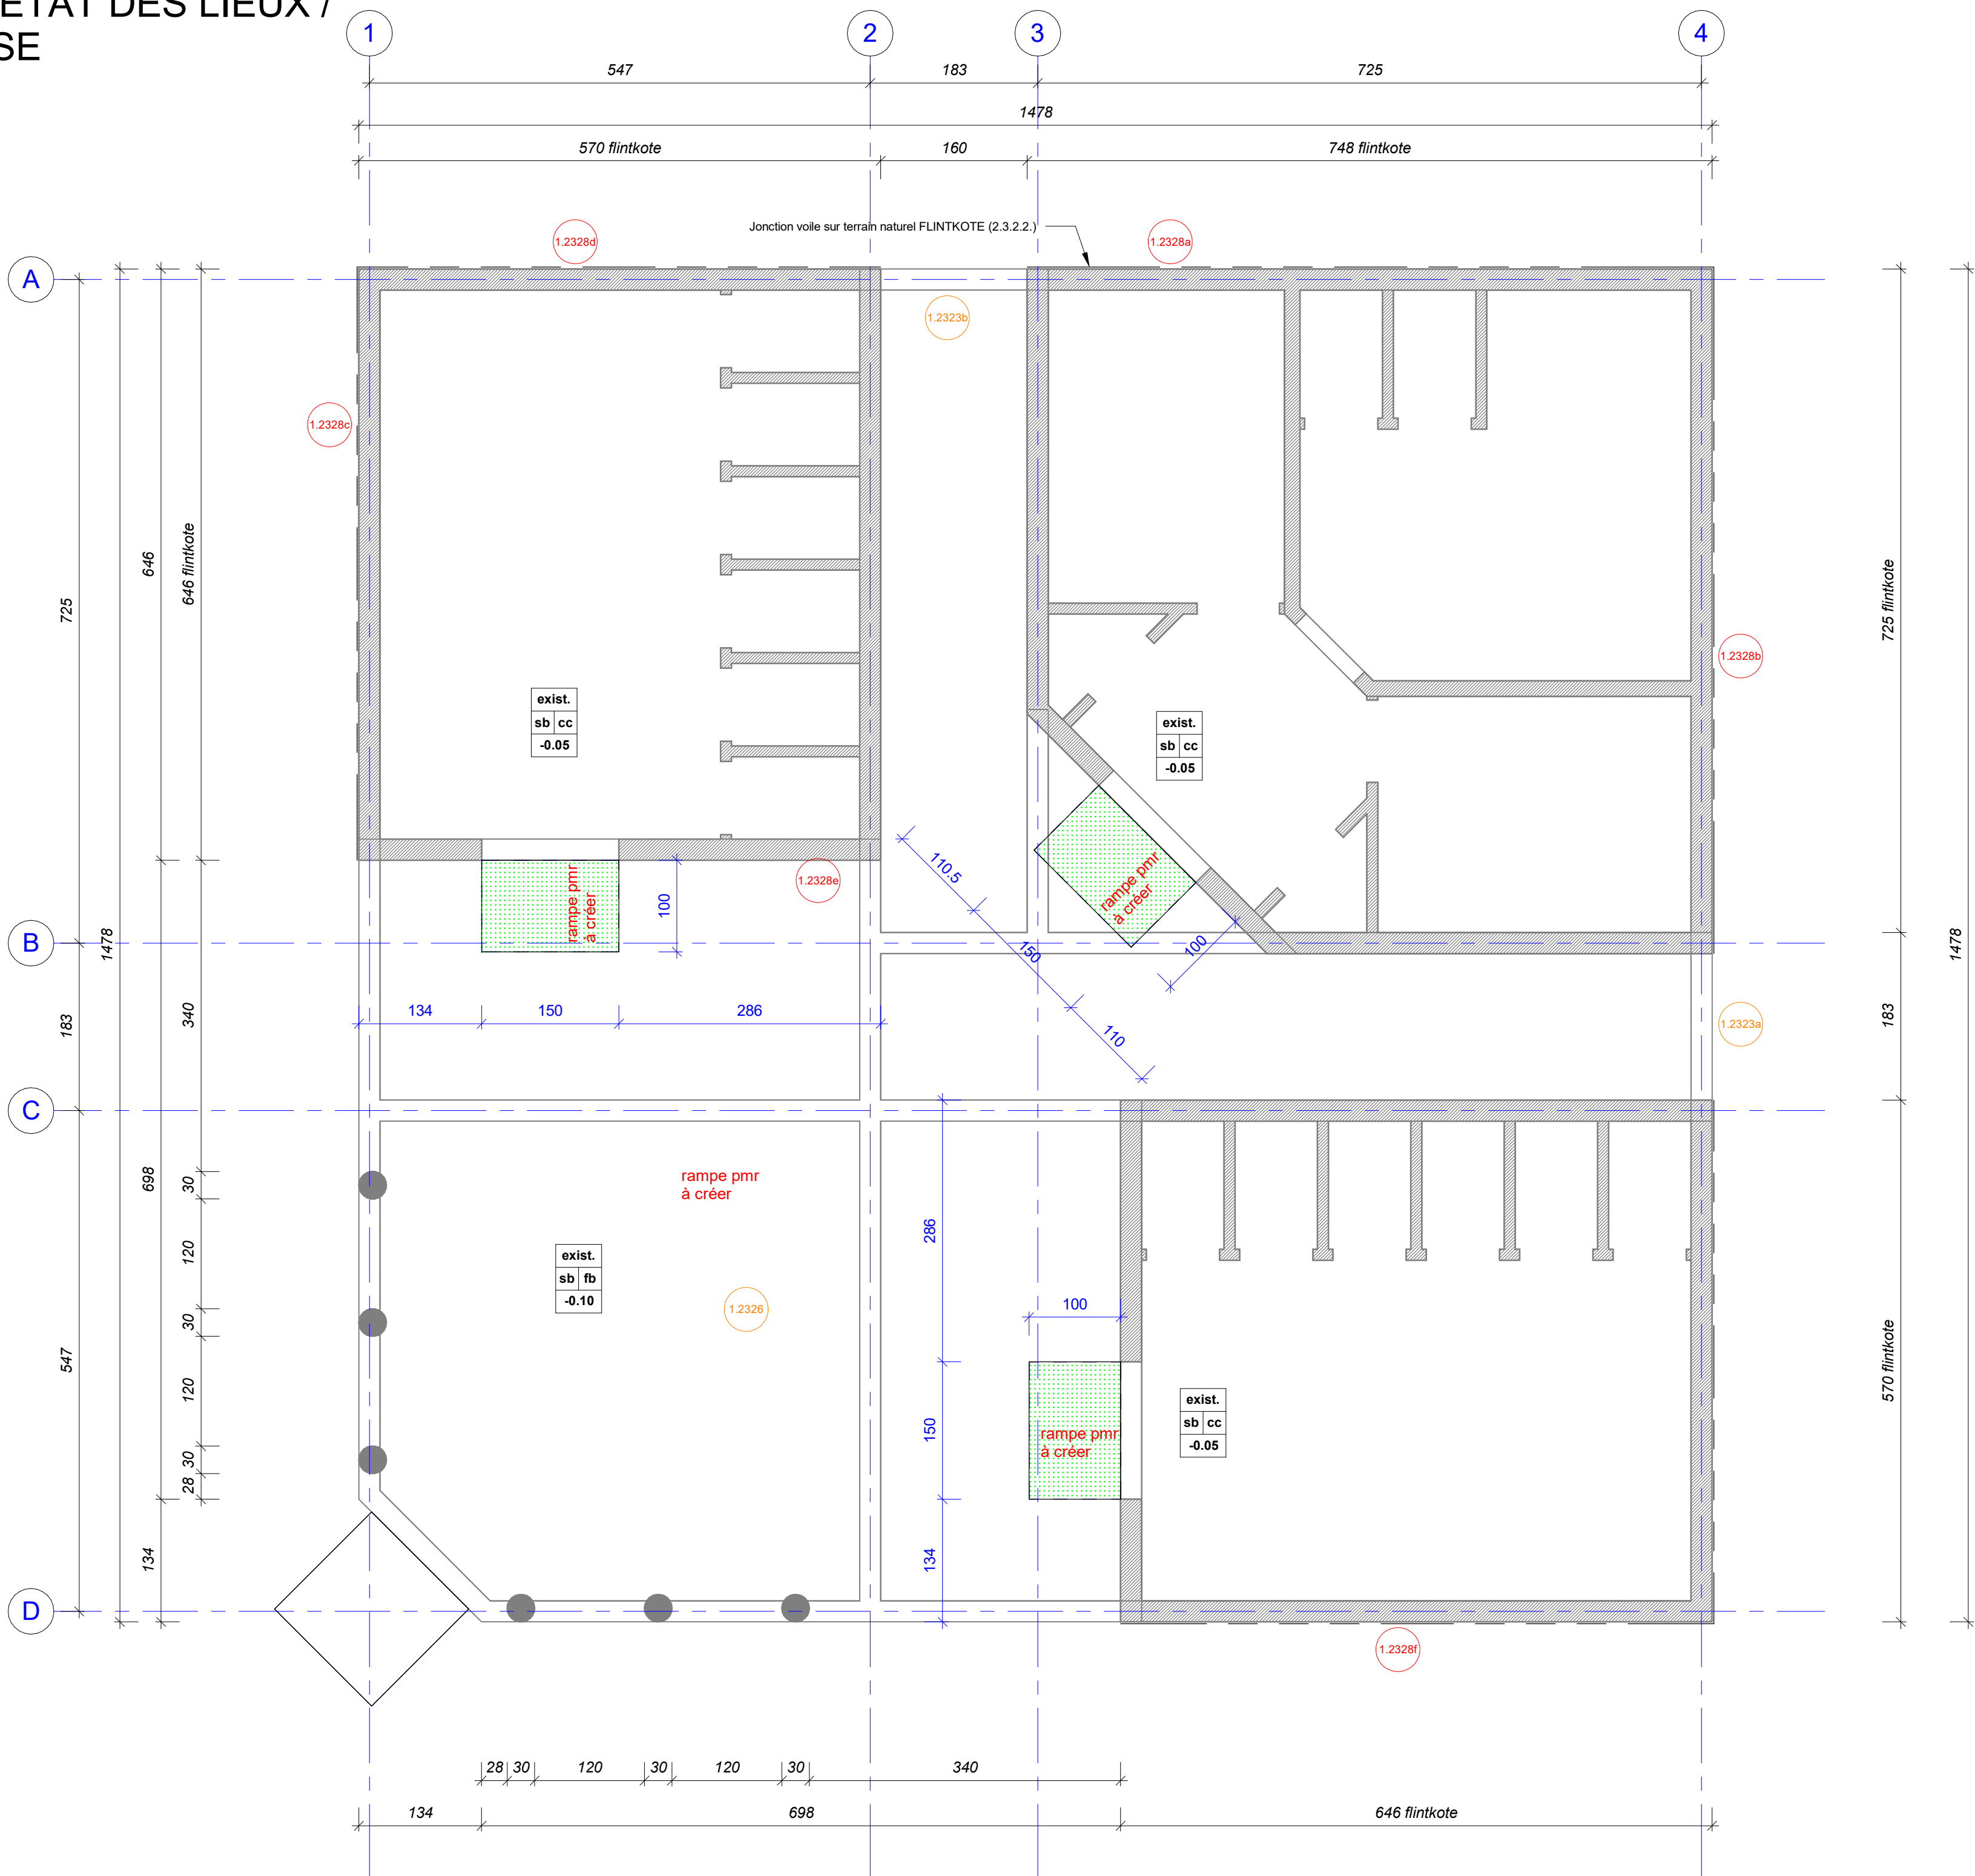 ETAT DES LIEUX /
SE
1
2
3
4
547
183
725
1478
570 flintkote
160
748 flintkote
Jonction voile sur terrain naturel FLINTKOTE (2.3.2.2.)
1.2328d
1.2328a
A
1.2323b
1.2328c
646
646 flintkote
725
725 flintkote
1.2328b
exist.
sb cc
-0.05
exist.
sb cc
-0.05
rampe pmr
à créer
100
1.2328e
110.5
150
110
rampe pmr
à créer
100
B
1478
1478
340
183
183
134
150
286
1.2323a
C
698
30
120
30
120
30
28
547
134
rampe pmr
à créer
exist.
sb fb
-0.10
1.2326
286
150
134
100
rampe pmr
à créer
exist.
sb cc
-0.05
570 flintkote
D
1.2328f
28
30
120
30
120
30
340
134
698
646 flintkote